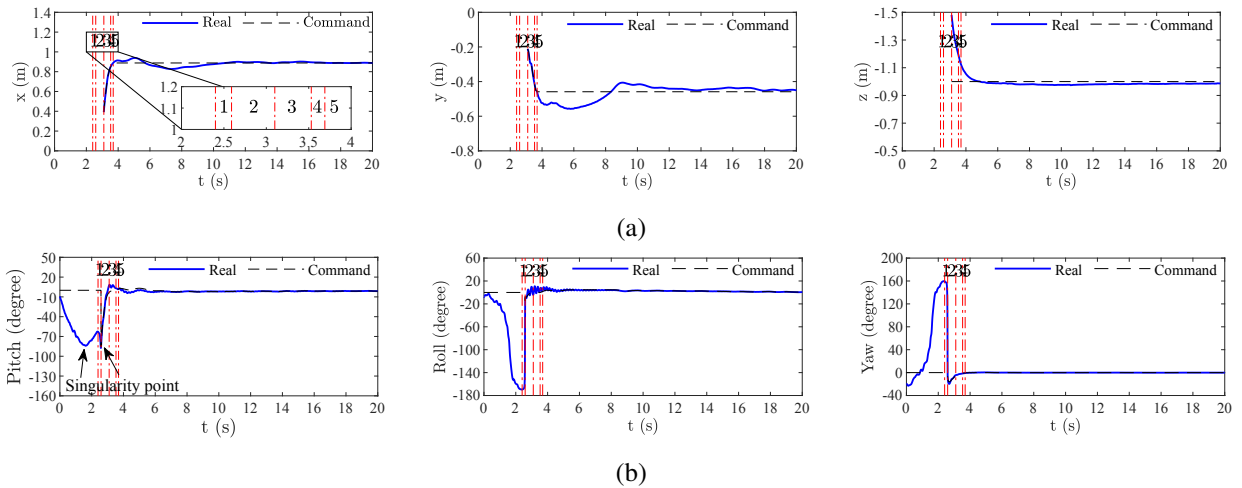 1.4
1.2
1
0.8
0.6
0.4
0.2
0
x (m)
Real
Command
12345
1.2
1.1
1
1 2 3 4 5
2 3 4
0 2 4 6 8 10 12 14 16 18 20
t (s)
0
-0.2
-0.4
-0.6
-0.8
y (m)
Real
Command
12345
0 2 4 6 8 10 12 14 16 18 20
t (s)
-1.5
-1.3
-1.1
-0.9
-0.7
-0.5
z (m)
Real
Command
12345
0 2 4 6 8 10 12 14 16 18 20
t (s)
(a)
50
20
-10
-40
-70
-100
-130
-160
Pitch (degree)
Real
Command
12345
Singularity point
0 2 4 6 8 10 12 14 16 18 20
t (s)
60
20
-20
-60
-100
-140
-180
Roll (degree)
Real
Command
12345
0 2 4 6 8 10 12 14 16 18 20
t (s)
200
160
120
80
40
0
-40
Yaw (degree)
Real
Command
12345
0 2 4 6 8 10 12 14 16 18 20
t (s)
(b)